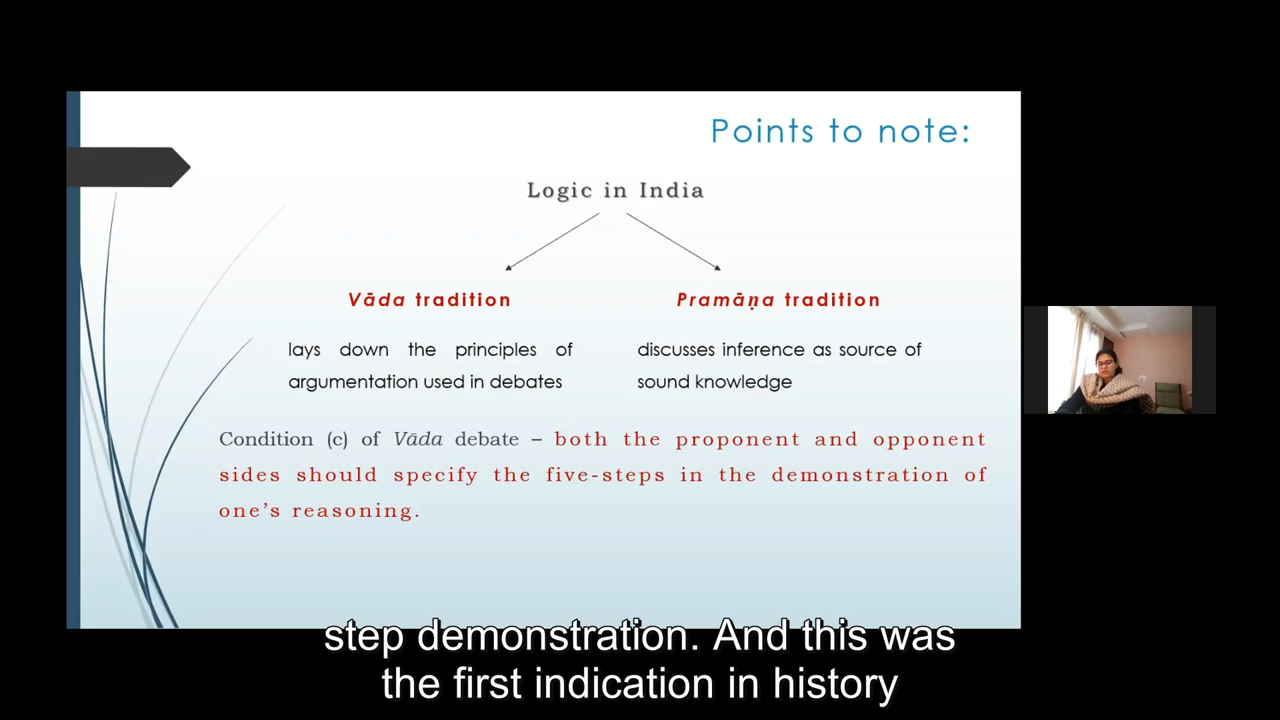 Points to note:
Logic in India
Vāda tradition
lays down the principles of
argumentation used in debates
Pramāṇa tradition
discusses inference as source of
sound knowledge
Condition (c) of Vāda debate – both the proponent and opponent
sides should specify the five-steps in the demonstration of
one’s reasoning.
step demonstration. And this was
the first indication in history